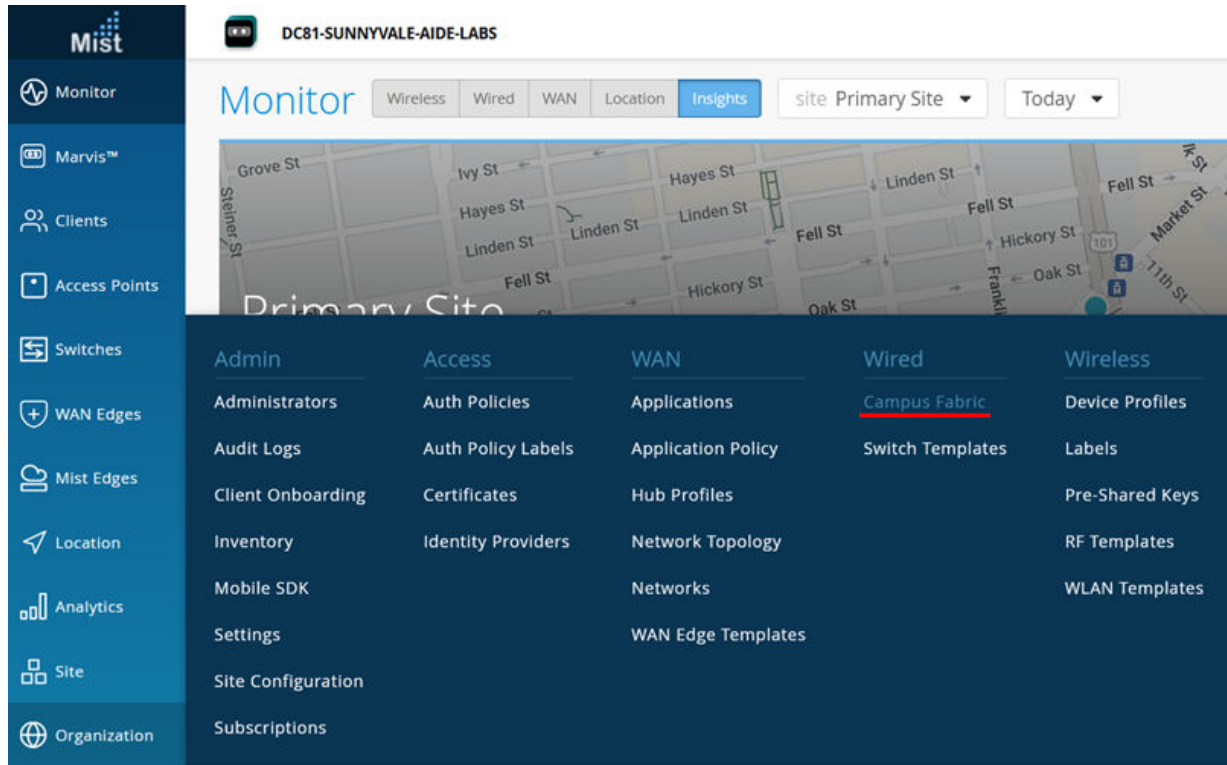 Mist
DC81-SUNNYVALE-AIDE-LABS
Monitor
Marvis™
Clients
Access Points
Switches
WAN Edges
Mist Edges
Location
Analytics
Site
Organization
Monitor Wireless Wired WAN Location Insights site Primary Site Today
Grove St
Ivy St
Hayes St
Linden St
Fell St
Steiner St
Hayes St
Linden St
Linden St
Fell St
Market St
Linden St
Fell St
Hickory St
101
Fell St
Hickory St
Oak St
11th St
Oak St
Primary Site
Admin
Administrators
Audit Logs
Client Onboarding
Inventory
Mobile SDK
Settings
Site Configuration
Subscriptions
Access
Auth Policies
Auth Policy Labels
Certificates
Identity Providers
WAN
Applications
Application Policy
Hub Profiles
Network Topology
Networks
WAN Edge Templates
Wired
Campus Fabric
Switch Templates
Wireless
Device Profiles
Labels
Pre-Shared Keys
RF Templates
WLAN Templates